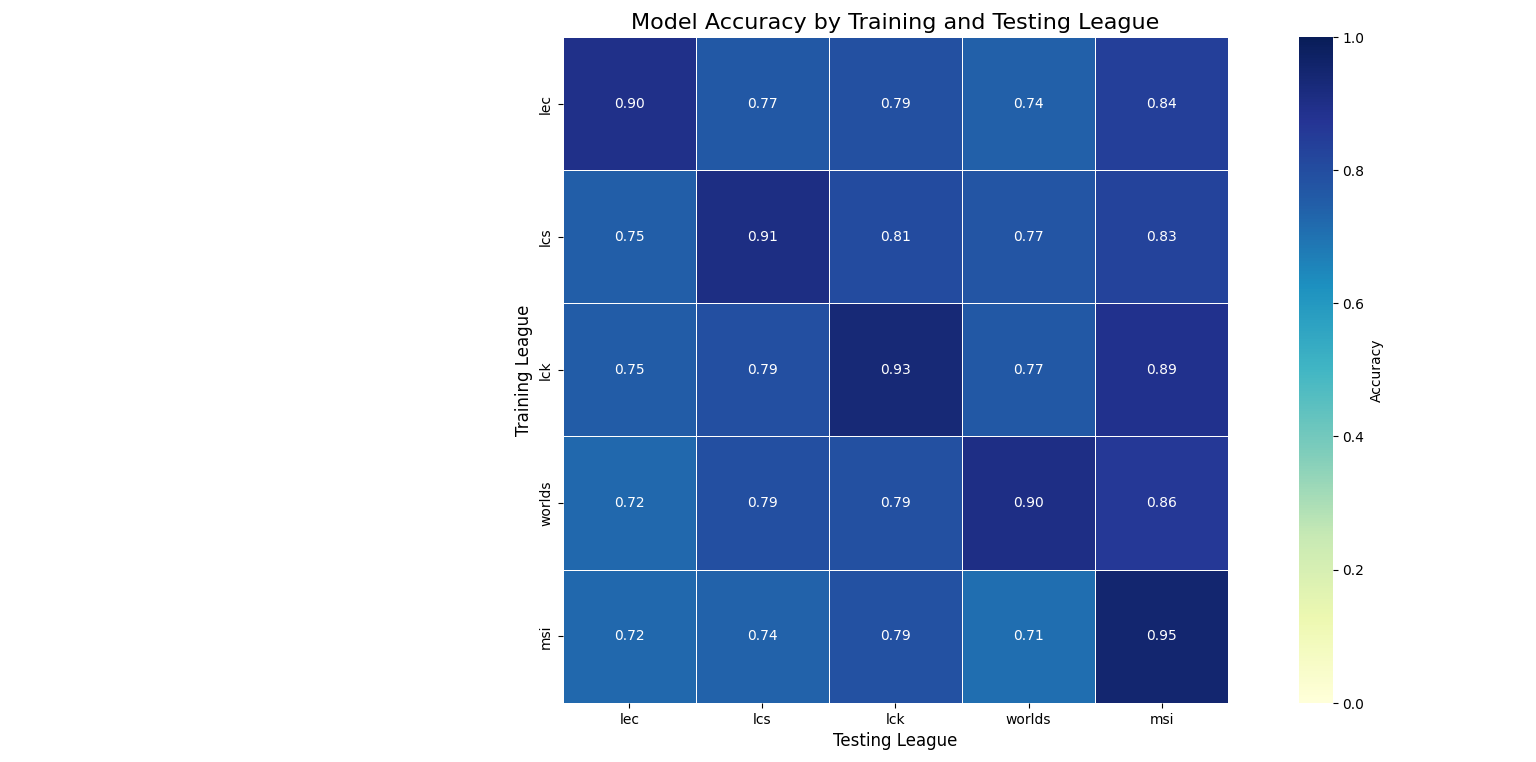 Model Accuracy by Training and Testing League
lec 0.90 0.77 0.79 0.74 0.84
lcs 0.75 0.91 0.81 0.77 0.83
lck 0.75 0.79 0.93 0.77 0.89
worlds 0.72 0.79 0.79 0.90 0.86
msi 0.72 0.74 0.79 0.71 0.95
lec lcs lck worlds msi
Training League
Testing League
1.0
0.8
0.6
0.4
0.2
0.0
Accuracy